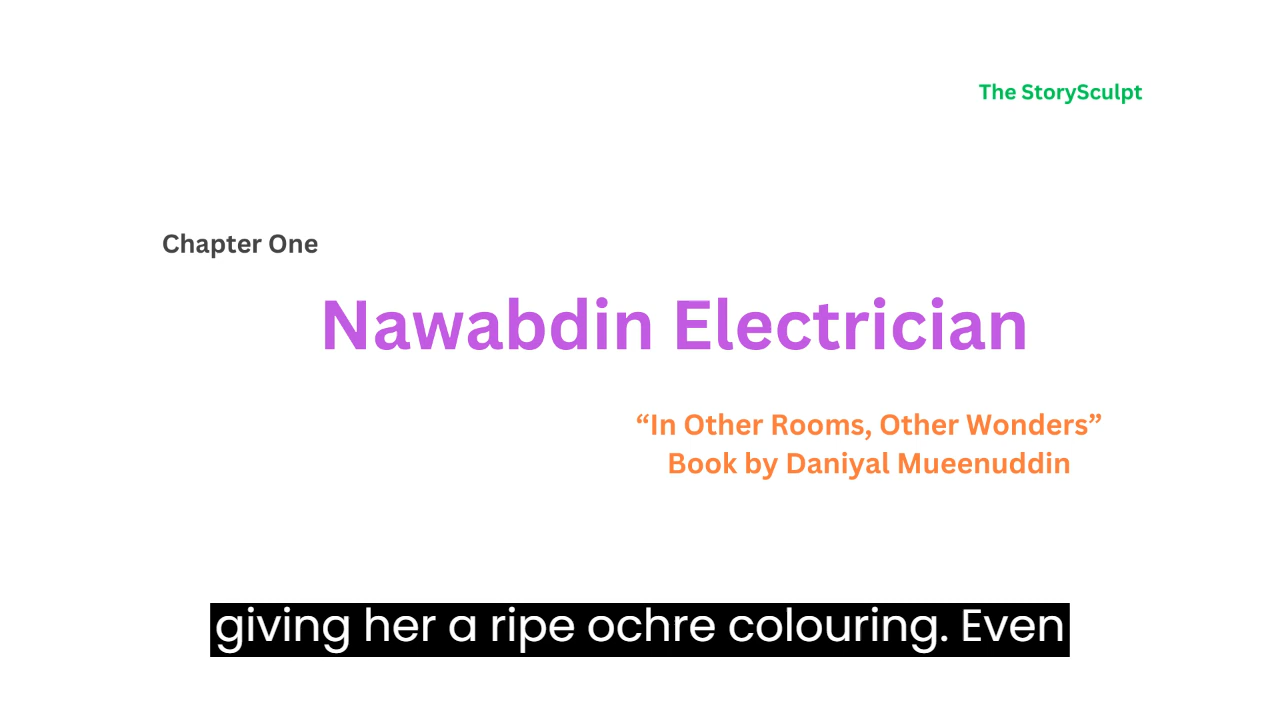 The StorySculpt
Chapter One
Nawabdin Electrician
“In Other Rooms, Other Wonders”
Book by Daniyal Mueenuddin
giving her a ripe ochre colouring. Even